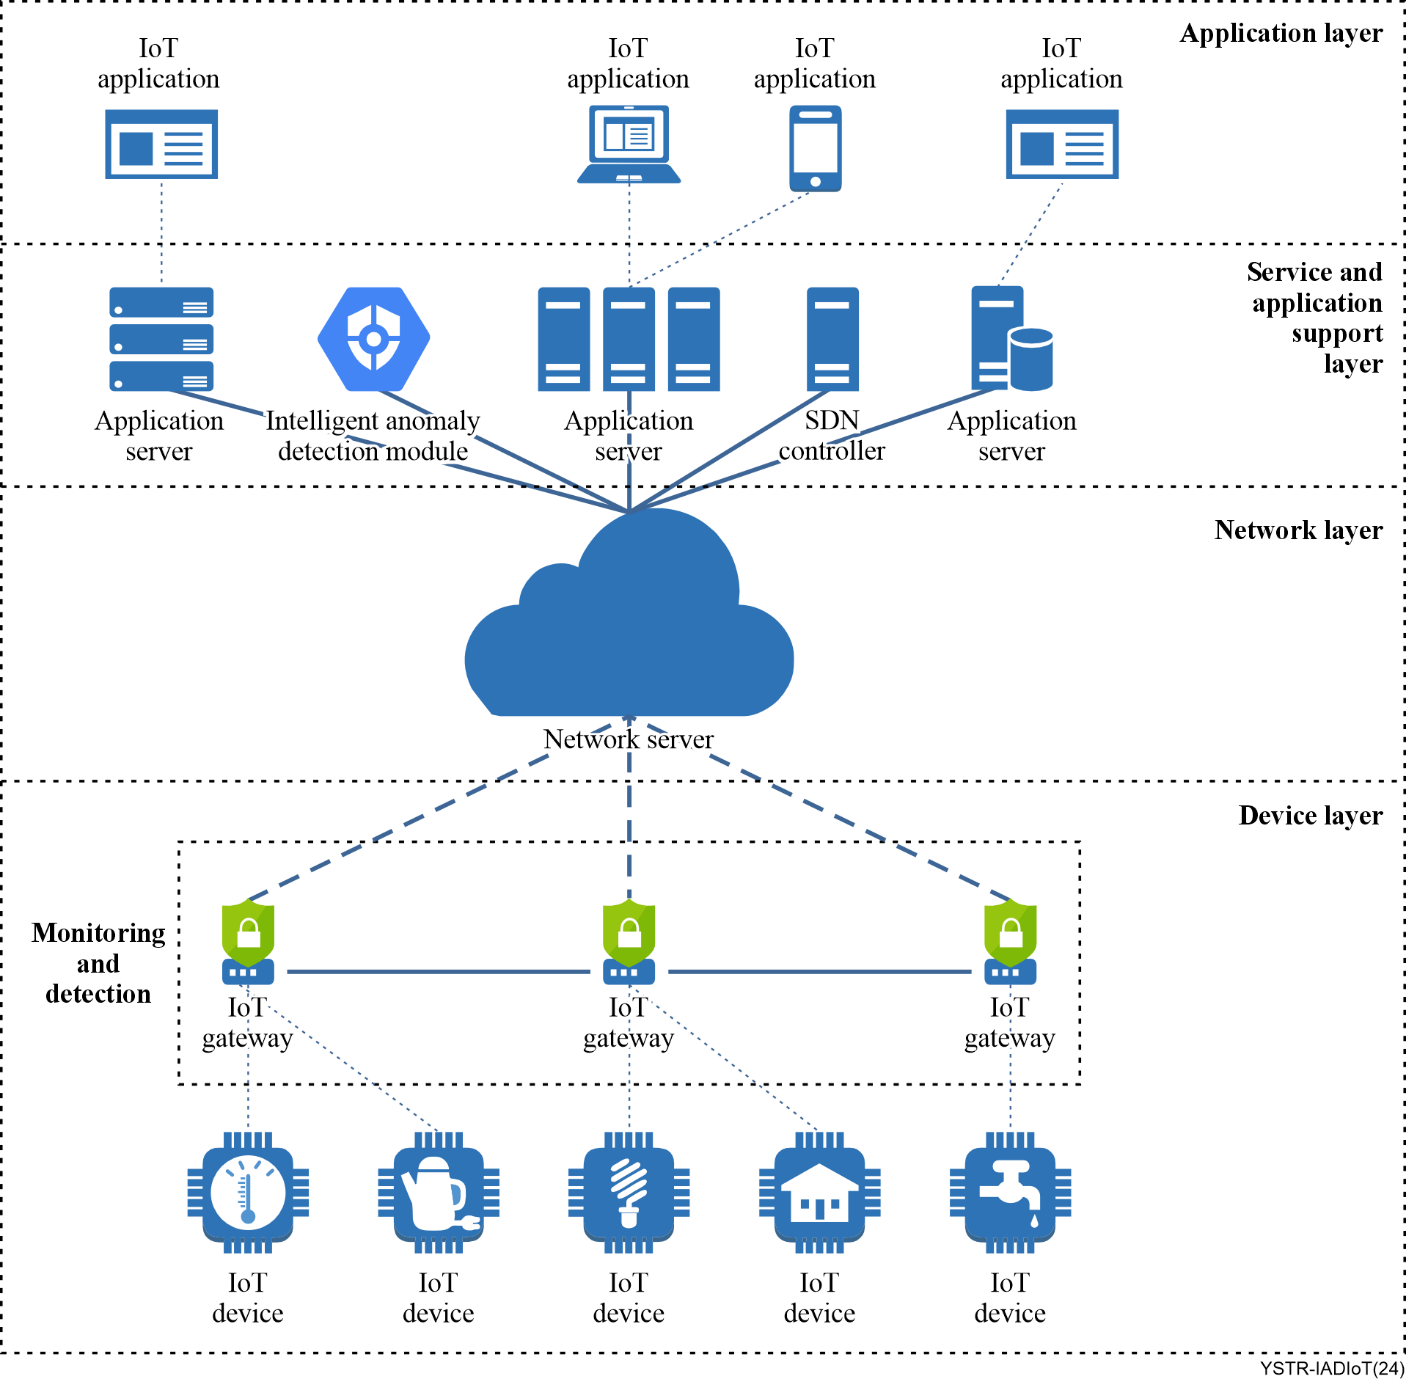 Application layer
IoT
application
IoT
application
IoT
application
IoT
application
Service and
application
support
layer
Application
server
Intelligent anomaly
detection module
Application
server
SDN
controller
Application
server
Network layer
Network server
Device layer
Monitoring
and
detection
IoT
gateway
IoT
gateway
IoT
gateway
IoT
device
IoT
device
IoT
device
IoT
device
IoT
device
YSTR-IADIoT(24)